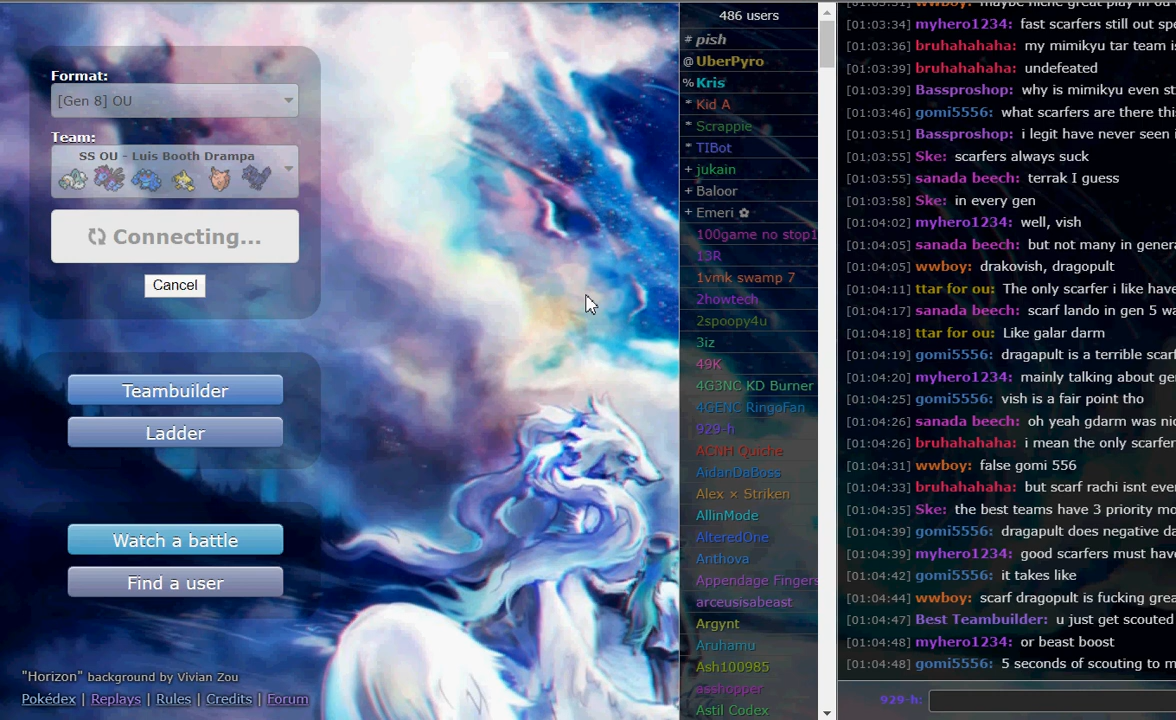 Format:
[Gen 8] OU
Team:
SS OU - Luis Booth Drampa
Connecting...
Cancel
Teambuilder
Ladder
Watch a battle
Find a user
"Horizon" background by Vivian Zou
Pokédex | Replays | Rules | Credits | Forum
486 users
# pish
@ UberPyro
% Kris
* Kid A
* Scrappie
* TIBot
+ jukain
+ Baloor
+ Emeri ✿
100game no stop1
13R
1vmk swamp 7
2howtech
2spoopy4u
3iz
49K
4G3NC KD Burner
4GENC RingoFan
929-h
ACNH Quiche
AidanDaBoss
Alex × Striken
AllinMode
AlteredOne
Anthova
Appendage Fingers
arceusisabeast
Argynt
Aruhamu
Ash100985
asshopper
Astil Codex
[01:03:31] wwboy: maybe niche great play in ou
[01:03:34] myhero1234: fast scarfers still out spe
[01:03:36] bruhahahaha: my mimikyu tar team is
[01:03:39] bruhahahaha: undefeated
[01:03:39] Bassproshop: why is mimikyu even st
[01:03:46] gomi5556: what scarfers are there thi
[01:03:51] Bassproshop: i legit have never seen
[01:03:55] Ske: scarfers always suck
[01:03:55] sanada beech: terrak I guess
[01:03:58] Ske: in every gen
[01:04:02] myhero1234: well, vish
[01:04:05] sanada beech: but not many in genera
[01:04:05] wwboy: drakovish, dragopult
[01:04:11] ttar for ou: The only scarfer i like have
[01:04:17] sanada beech: scarf lando in gen 5 wa
[01:04:18] ttar for ou: Like galar darm
[01:04:19] gomi5556: dragapult is a terrible scarf
[01:04:20] myhero1234: mainly talking about ge
[01:04:25] gomi5556: vish is a fair point tho
[01:04:26] sanada beech: oh yeah gdarm was nic
[01:04:26] bruhahahaha: i mean the only scarfer
[01:04:31] wwboy: false gomi 556
[01:04:33] bruhahahaha: but scarf rachi isnt ever
[01:04:35] Ske: the best teams have 3 priority mo
[01:04:39] gomi5556: dragapult does negative da
[01:04:39] myhero1234: good scarfers must hav
[01:04:42] gomi5556: it takes like
[01:04:44] wwboy: scarf dragopult is fucking grea
[01:04:47] Best Teambuilder: u just get scouted
[01:04:48] myhero1234: or beast boost
[01:04:48] gomi5556: 5 seconds of scouting to m
929-h: